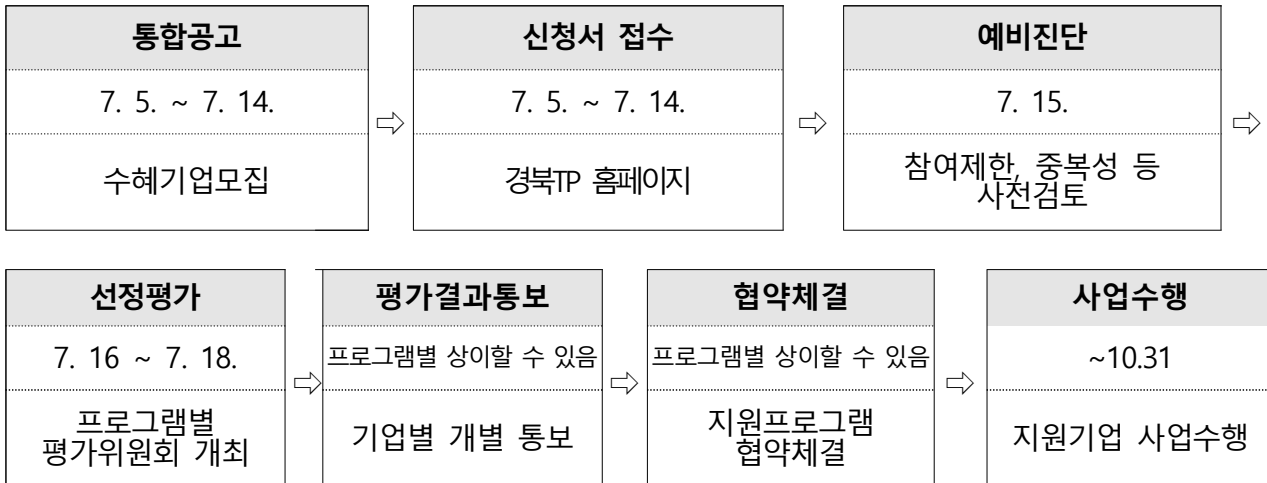 통합공고
7. 5. ~ 7. 14.
수혜기업모집
⇨
신청서 접수
7. 5. ~ 7. 14.
경북TP 홈페이지
⇨
예비진단
7. 15.
참여제한, 중복성 등
사전검토
⇨
선정평가
7. 16 ~ 7. 18.
프로그램별
평가위원회 개최
⇨
평가결과통보
프로그램별 상이할 수 있음
기업별 개별 통보
⇨
협약체결
프로그램별 상이할 수 있음
지원프로그램
협약체결
⇨
사업수행
~10.31
지원기업 사업수행